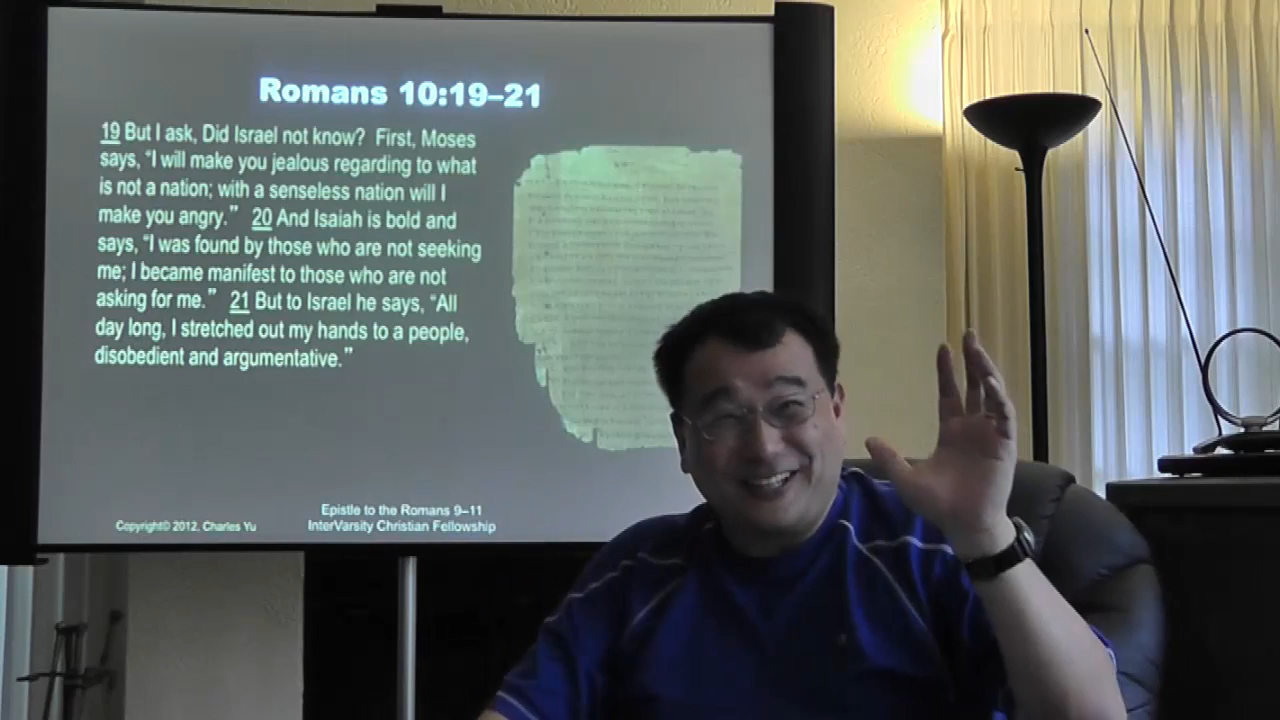 Romans 10:19–21
19 But I ask, Did Israel not know? First, Moses
says, “I will make you jealous regarding to what
is not a nation; with a senseless nation will I
make you angry.” 20 And Isaiah is bold and
says, “I was found by those who are not seeking
me; I became manifest to those who are not
asking for me.” 21 But to Israel he says, “All
day long, I stretched out my hands to a people,
disobedient and argumentative.”
Epistle to the Romans 9–11
Copyright© 2012, Charles Yu
InterVarsity Christian Fellowship